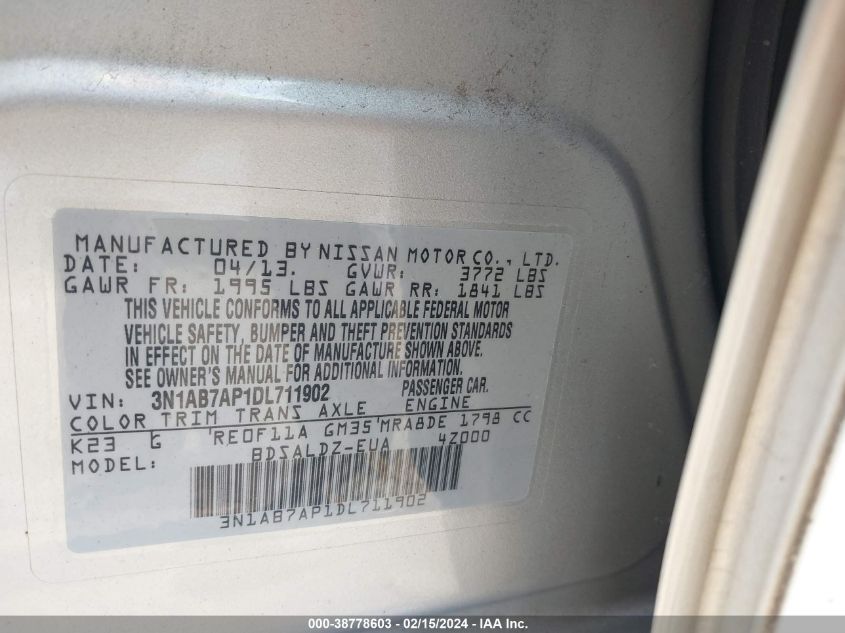 MANUFACTURED BY NISSAN MOTOR CO., LTD.
DATE: 04/13. GVWR: 3772 LBS
GAWR FR: 1995 LBS GAWR RR: 1841 LBS
THIS VEHICLE CONFORMS TO ALL APPLICABLE FEDERAL MOTOR
VEHICLE SAFETY, BUMPER AND THEFT PREVENTION STANDARDS
IN EFFECT ON THE DATE OF MANUFACTURE SHOWN ABOVE.
SEE OWNER'S MANUAL FOR ADDITIONAL INFORMATION.
VIN: 3N1AB7AP1DL711902 PASSENGER CAR.
COLOR TRIM TRANS AXLE ENGINE
K23 G RE0F11A GM35 MRA8DE 1798 CC
MODEL: BDSALDZ-EUA 4Z000
3N1AB7AP1DL711902
000-38778603 - 02/15/2024 - IAA Inc.